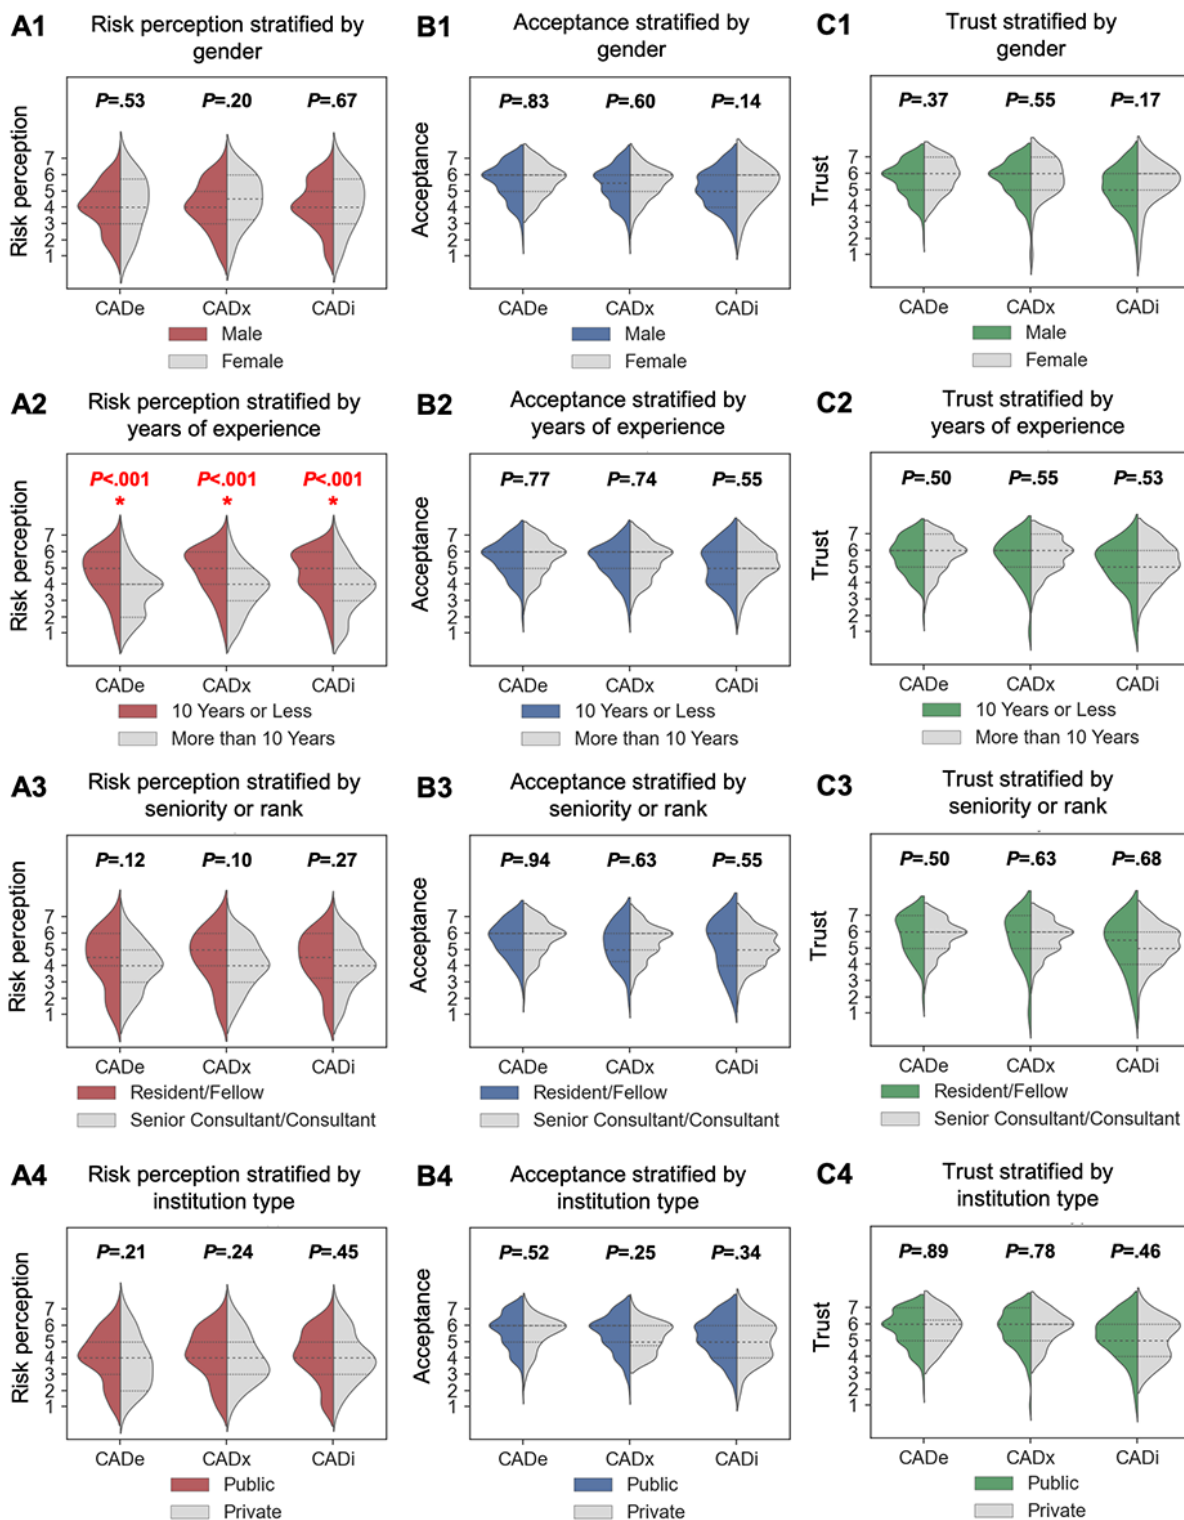 A1 Risk perception stratified by gender
P=.53 P=.20 P=.67
Risk perception
7
6
5
4
3
2
1
CADe CADx CADi
Male
Female
B1 Acceptance stratified by gender
P=.83 P=.60 P=.14
Acceptance
7
6
5
4
3
2
1
CADe CADx CADi
Male
Female
C1 Trust stratified by gender
P=.37 P=.55 P=.17
Trust
7
6
5
4
3
2
1
CADe CADx CADi
Male
Female
A2 Risk perception stratified by years of experience
P<.001 P<.001 P<.001
* * *
Risk perception
7
6
5
4
3
2
1
CADe CADx CADi
10 Years or Less
More than 10 Years
B2 Acceptance stratified by years of experience
P=.77 P=.74 P=.55
Acceptance
7
6
5
4
3
2
1
CADe CADx CADi
10 Years or Less
More than 10 Years
C2 Trust stratified by years of experience
P=.50 P=.55 P=.53
Trust
7
6
5
4
3
2
1
CADe CADx CADi
10 Years or Less
More than 10 Years
A3 Risk perception stratified by seniority or rank
P=.12 P=.10 P=.27
Risk perception
7
6
5
4
3
2
1
CADe CADx CADi
Resident/Fellow
Senior Consultant/Consultant
B3 Acceptance stratified by seniority or rank
P=.94 P=.63 P=.55
Acceptance
7
6
5
4
3
2
1
CADe CADx CADi
Resident/Fellow
Senior Consultant/Consultant
C3 Trust stratified by seniority or rank
P=.50 P=.63 P=.68
Trust
7
6
5
4
3
2
1
CADe CADx CADi
Resident/Fellow
Senior Consultant/Consultant
A4 Risk perception stratified by institution type
P=.21 P=.24 P=.45
Risk perception
7
6
5
4
3
2
1
CADe CADx CADi
Public
Private
B4 Acceptance stratified by institution type
P=.52 P=.25 P=.34
Acceptance
7
6
5
4
3
2
1
CADe CADx CADi
Public
Private
C4 Trust stratified by institution type
P=.89 P=.78 P=.46
Trust
7
6
5
4
3
2
1
CADe CADx CADi
Public
Private